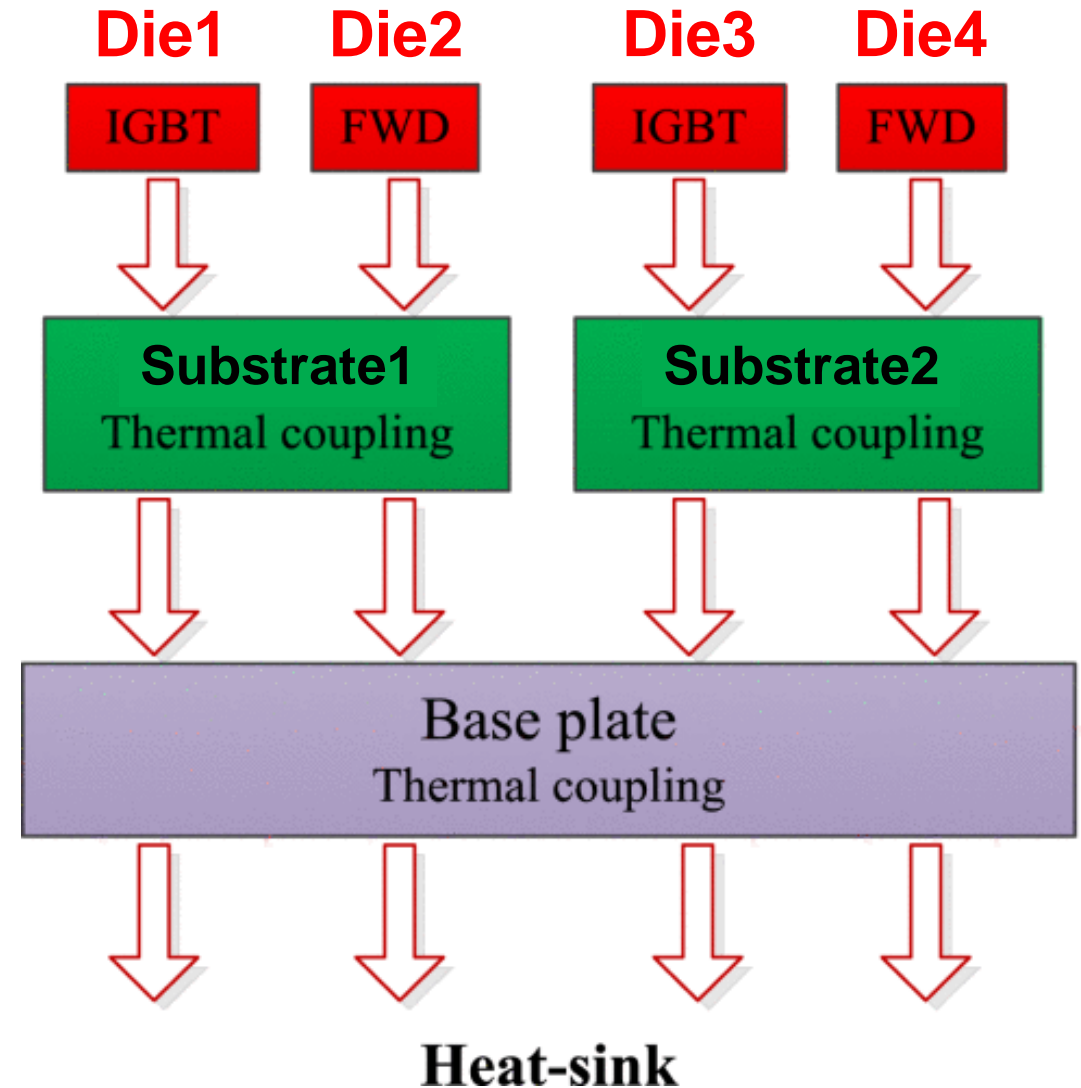 Die1 Die2 Die3 Die4
IGBT FWD IGBT FWD
Substrate1 Substrate2
Thermal coupling Thermal coupling
Base plate
Thermal coupling
Heat-sink